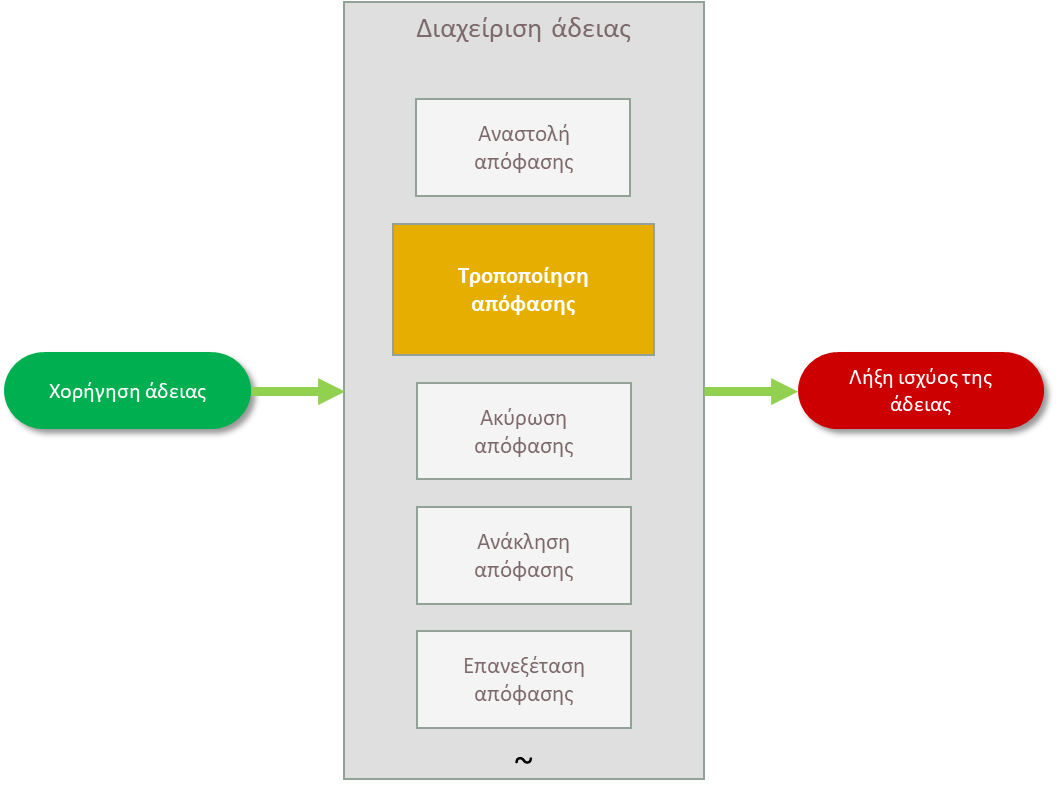 Διαχείριση άδειας
Αναστολή
απόφασης
Τροποποίηση
απόφασης
Χορήγηση άδειας
Λήξη ισχύος της
άδειας
Ακύρωση
απόφασης
Ανάκληση
απόφασης
Επανεξέταση
απόφασης
~